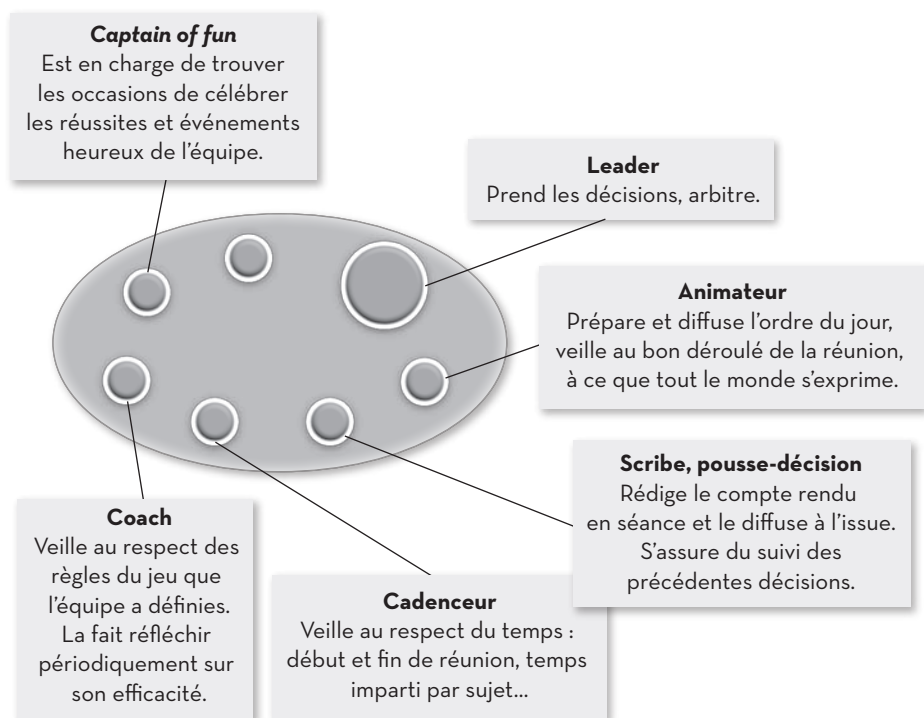 Captain of fun
Est en charge de trouver
les occasions de célébrer
les réussites et événements
heureux de l’équipe.
Leader
Prend les décisions, arbitre.
Animateur
Prépare et diffuse l’ordre du jour,
veille au bon déroulé de la réunion,
à ce que tout le monde s’exprime.
Scribe, pousse-décision
Rédige le compte rendu
en séance et le diffuse à l’issue.
S’assure du suivi des
précédentes décisions.
Coach
Veille au respect des
règles du jeu que
l’équipe a définies.
La fait réfléchir
périodiquement sur
son efficacité.
Cadenceur
Veille au respect du temps :
début et fin de réunion, temps
imparti par sujet...